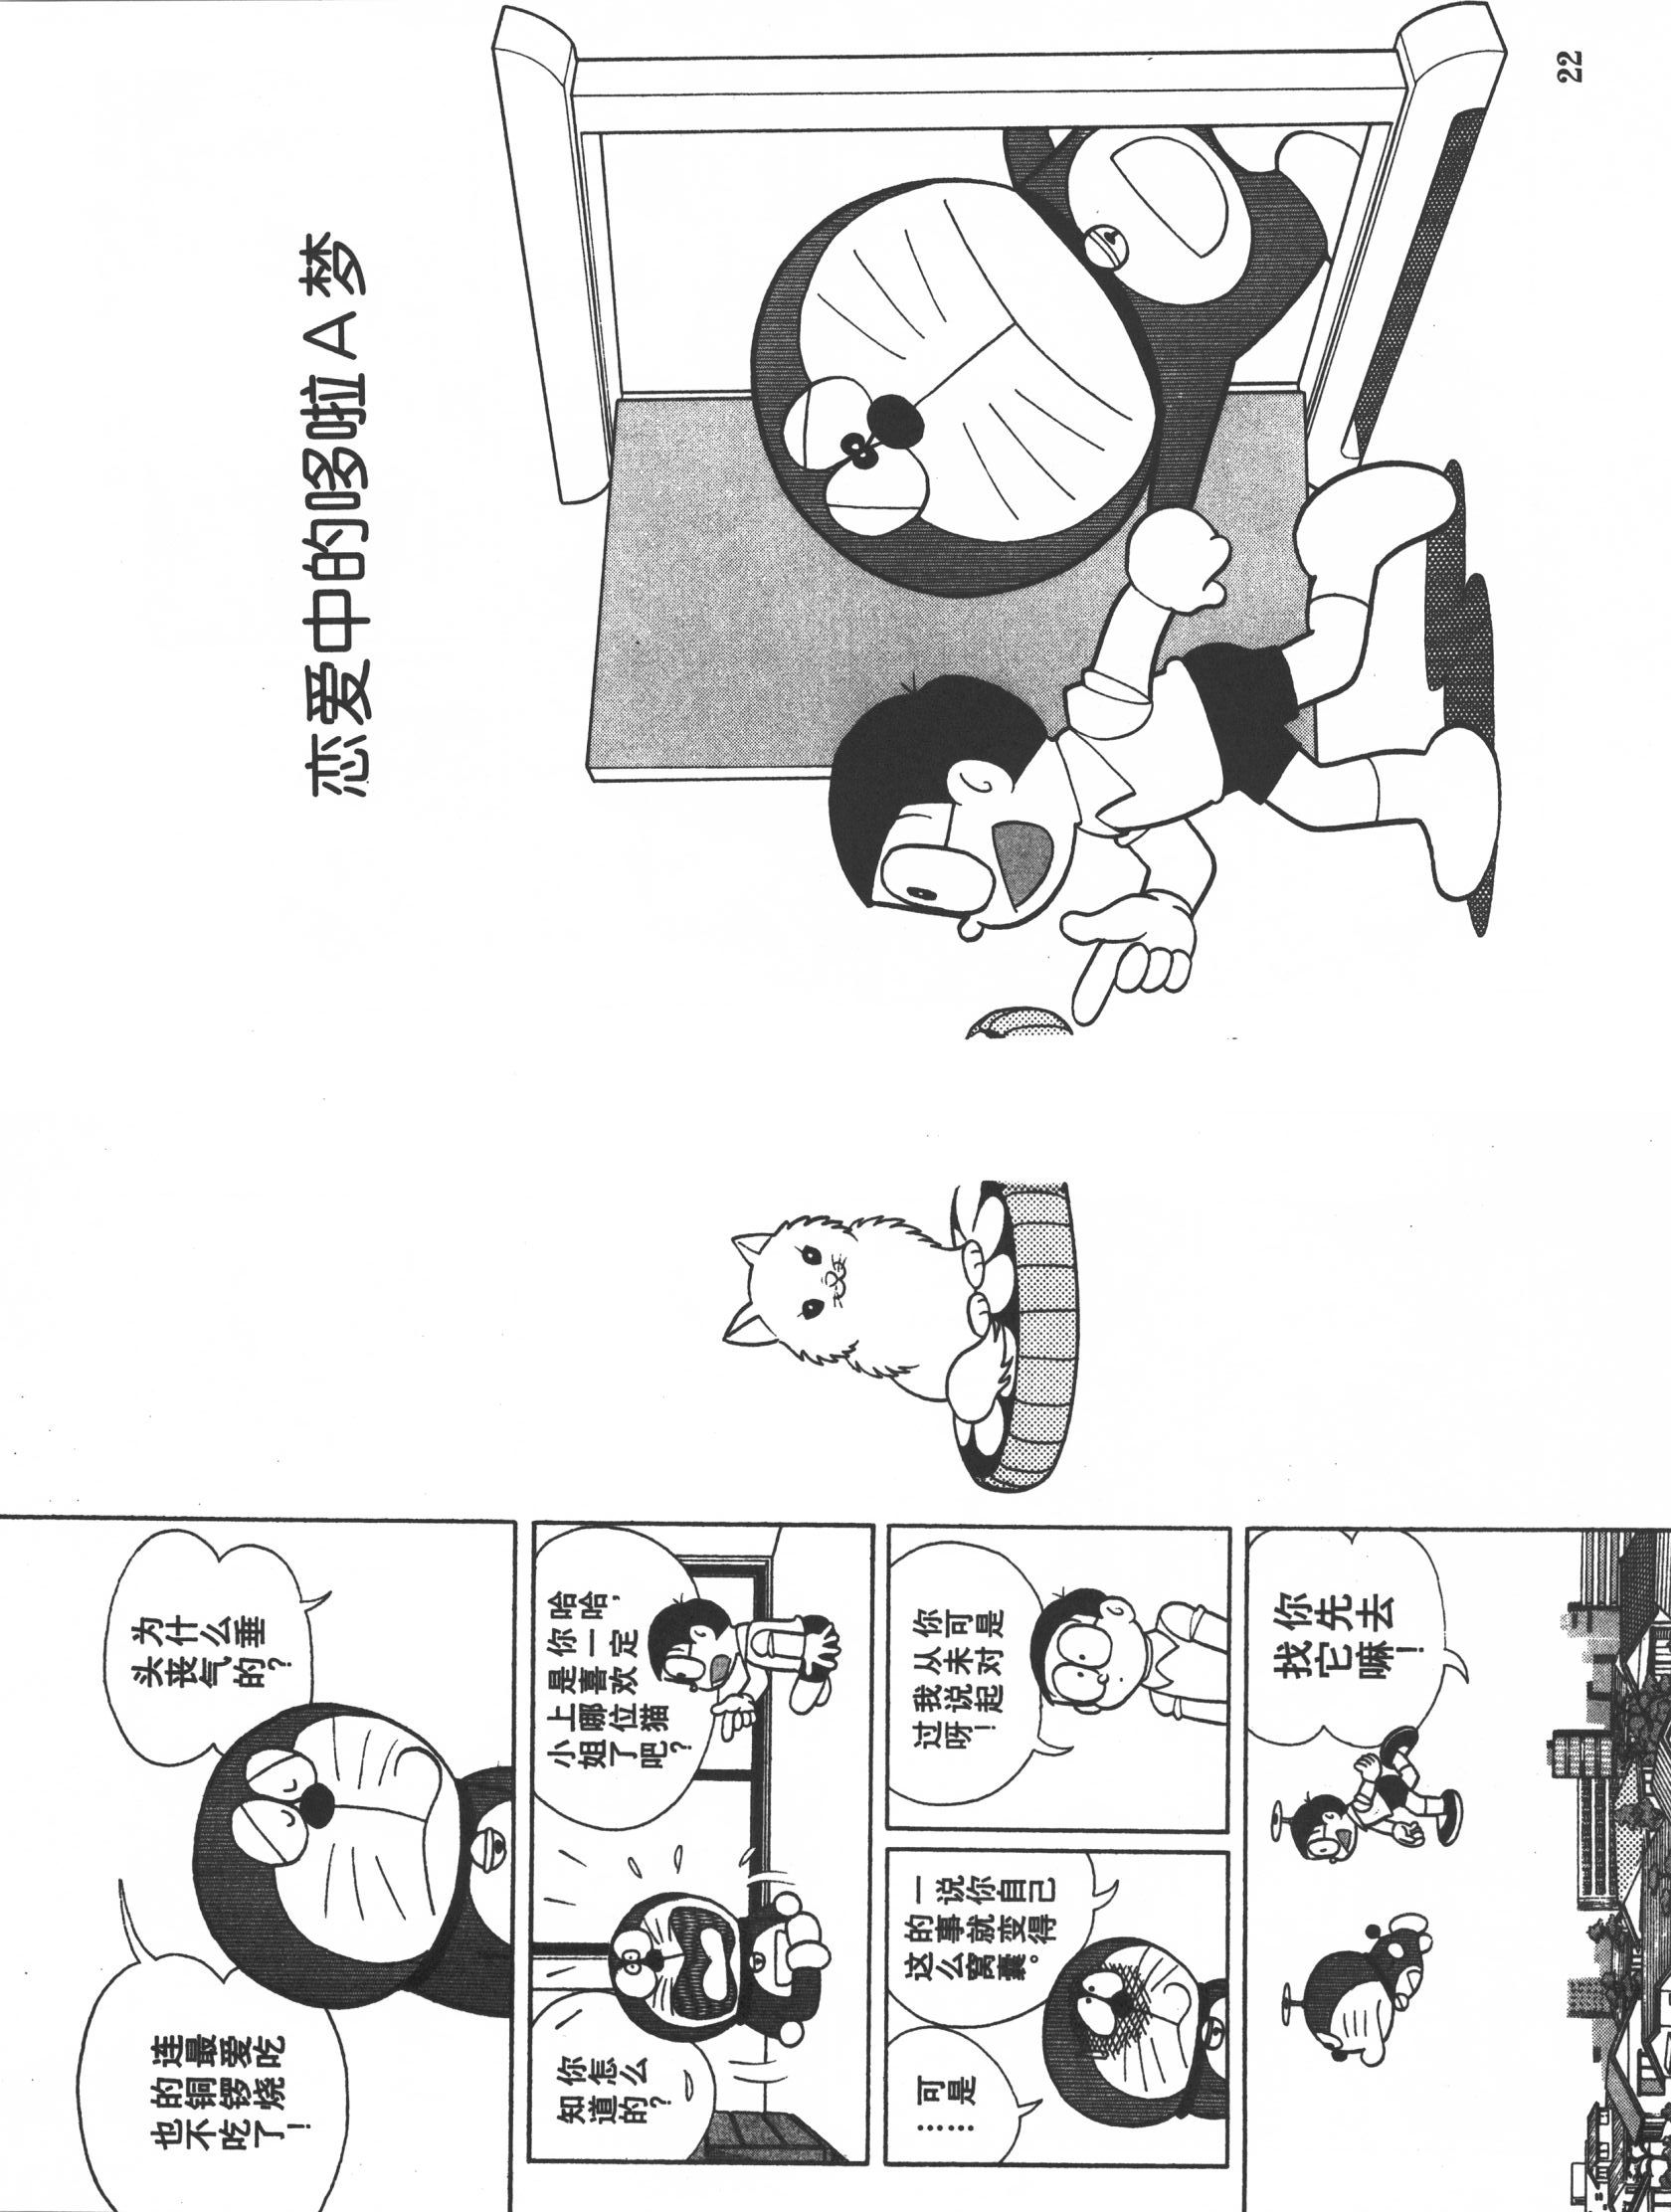 恋爱中的哆啦A梦
22
为什么垂
头丧气的?
连最爱吃
的铜锣烧
也不吃了!
哈哈,
你一定
是喜欢
上哪位猫
小姐了吧?
你怎么
知道的?
你可是
从未对
我说起
过呀!
一说你自己
的事就变得
这么窝囊。
可是
……
你先去
找它嘛!